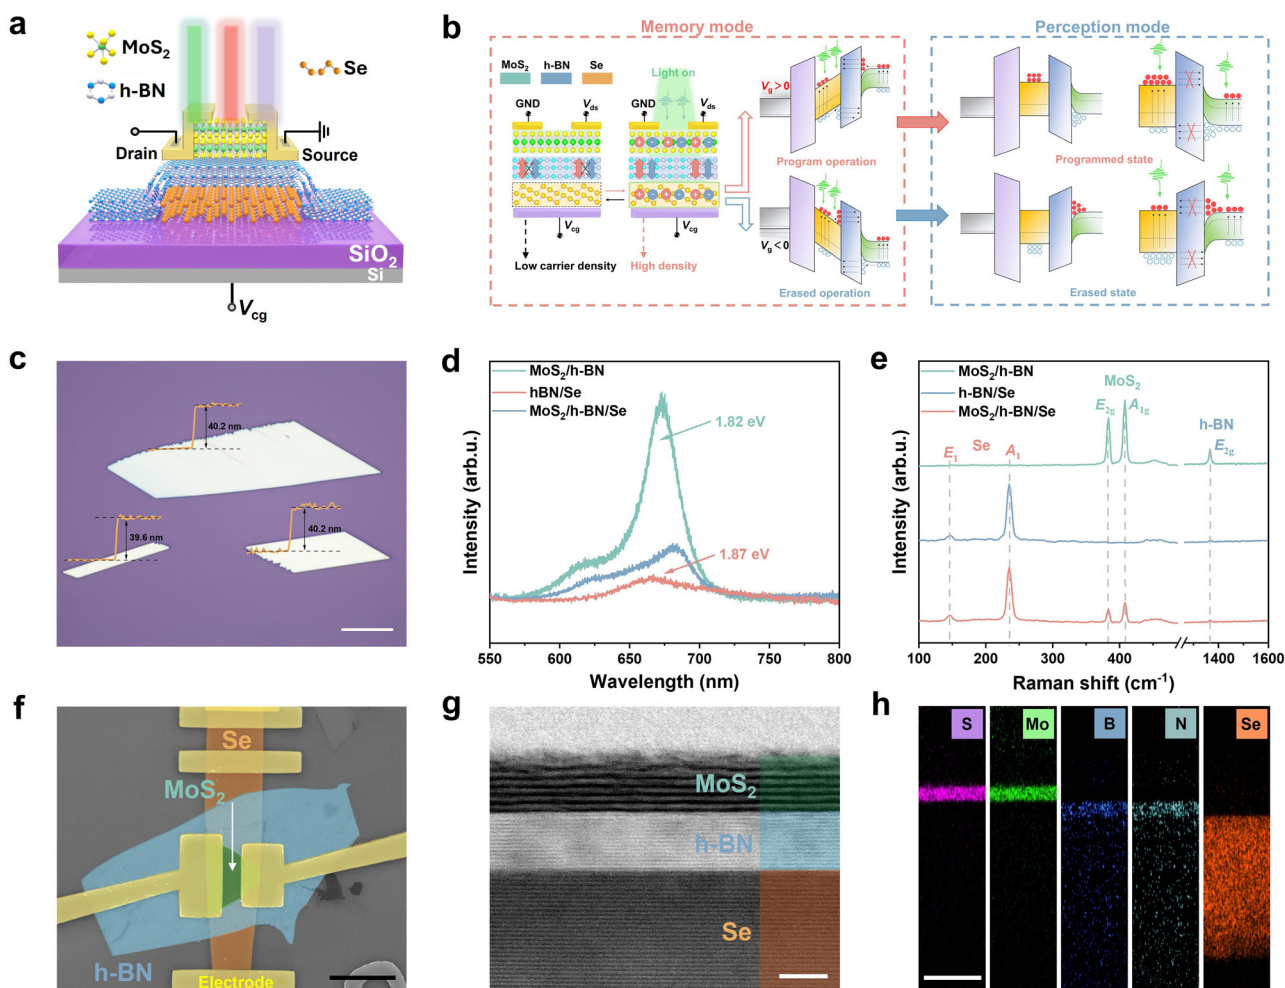 a
MoS2
h-BN
Se
Drain
Source
SiO2
Si
Vcg
b
Memory mode
Perception mode
MoS2
h-BN
Se
Light on
GND
Vds
GND
Vds
Vcg
Vcg
Low carrier density
High density
Vg > 0
Program operation
Vg < 0
Erased operation
Programmed state
Erased state
c
40.2 nm
39.6 nm
40.2 nm
d
MoS2/h-BN
hBN/Se
MoS2/h-BN/Se
1.82 eV
1.87 eV
Intensity (arb.u.)
550
600
650
700
750
800
Wavelength (nm)
e
MoS2/h-BN
h-BN/Se
MoS2/h-BN/Se
MoS2
E2g
A1g
h-BN
E2g
Se
E1
A1
Intensity (arb.u.)
100
200
300
400
1400
1600
Raman shift (cm-1)
f
Se
MoS2
h-BN
Electrode
g
MoS2
h-BN
Se
h
S
Mo
B
N
Se